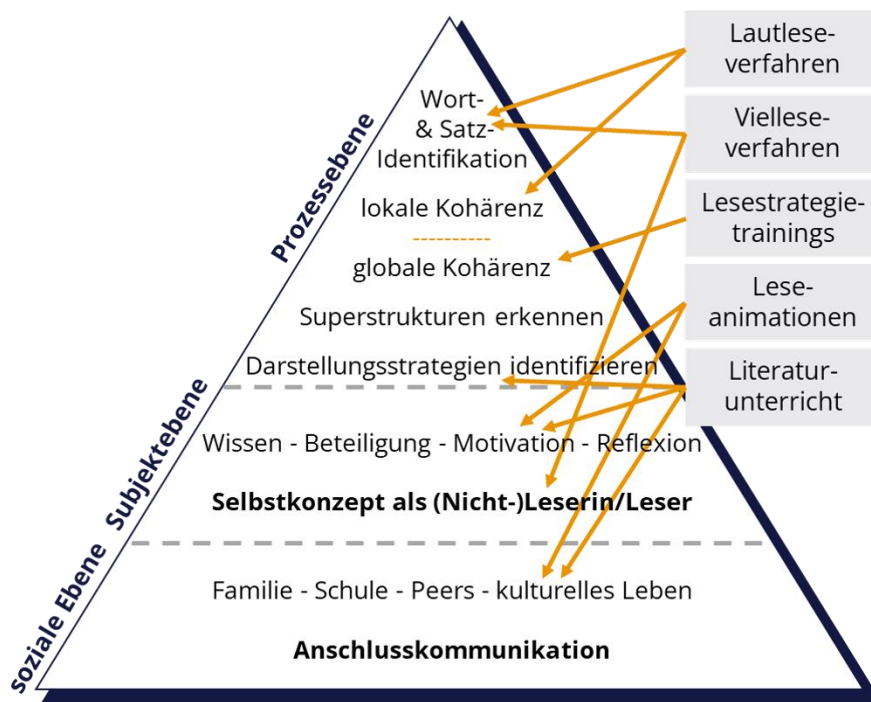 Prozessebene
Wort-
& Satz-
Identifikation
lokale Kohärenz
----------
globale Kohärenz
Superstrukturen erkennen
Darstellungsstrategien identifizieren
Subjektebene
Wissen - Beteiligung - Motivation - Reflexion
Selbstkonzept als (Nicht-)Leserin/Leser
soziale Ebene
Familie - Schule - Peers - kulturelles Leben
Anschlusskommunikation
Lautlese-
verfahren
Viellese-
verfahren
Lesestrategie-
trainings
Lese-
animationen
Literatur-
unterricht